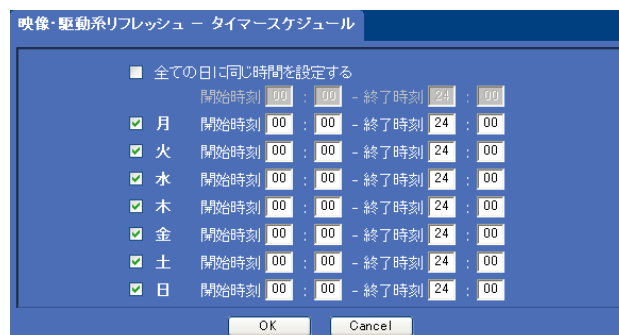 映像・駆動系リフレッシュ － タイマースケジュール
全ての日に同じ時間を設定する
開始時刻 00 : 00 - 終了時刻 24 : 00
月 開始時刻 00 : 00 - 終了時刻 24 : 00
火 開始時刻 00 : 00 - 終了時刻 24 : 00
水 開始時刻 00 : 00 - 終了時刻 24 : 00
木 開始時刻 00 : 00 - 終了時刻 24 : 00
金 開始時刻 00 : 00 - 終了時刻 24 : 00
土 開始時刻 00 : 00 - 終了時刻 24 : 00
日 開始時刻 00 : 00 - 終了時刻 24 : 00
OK Cancel